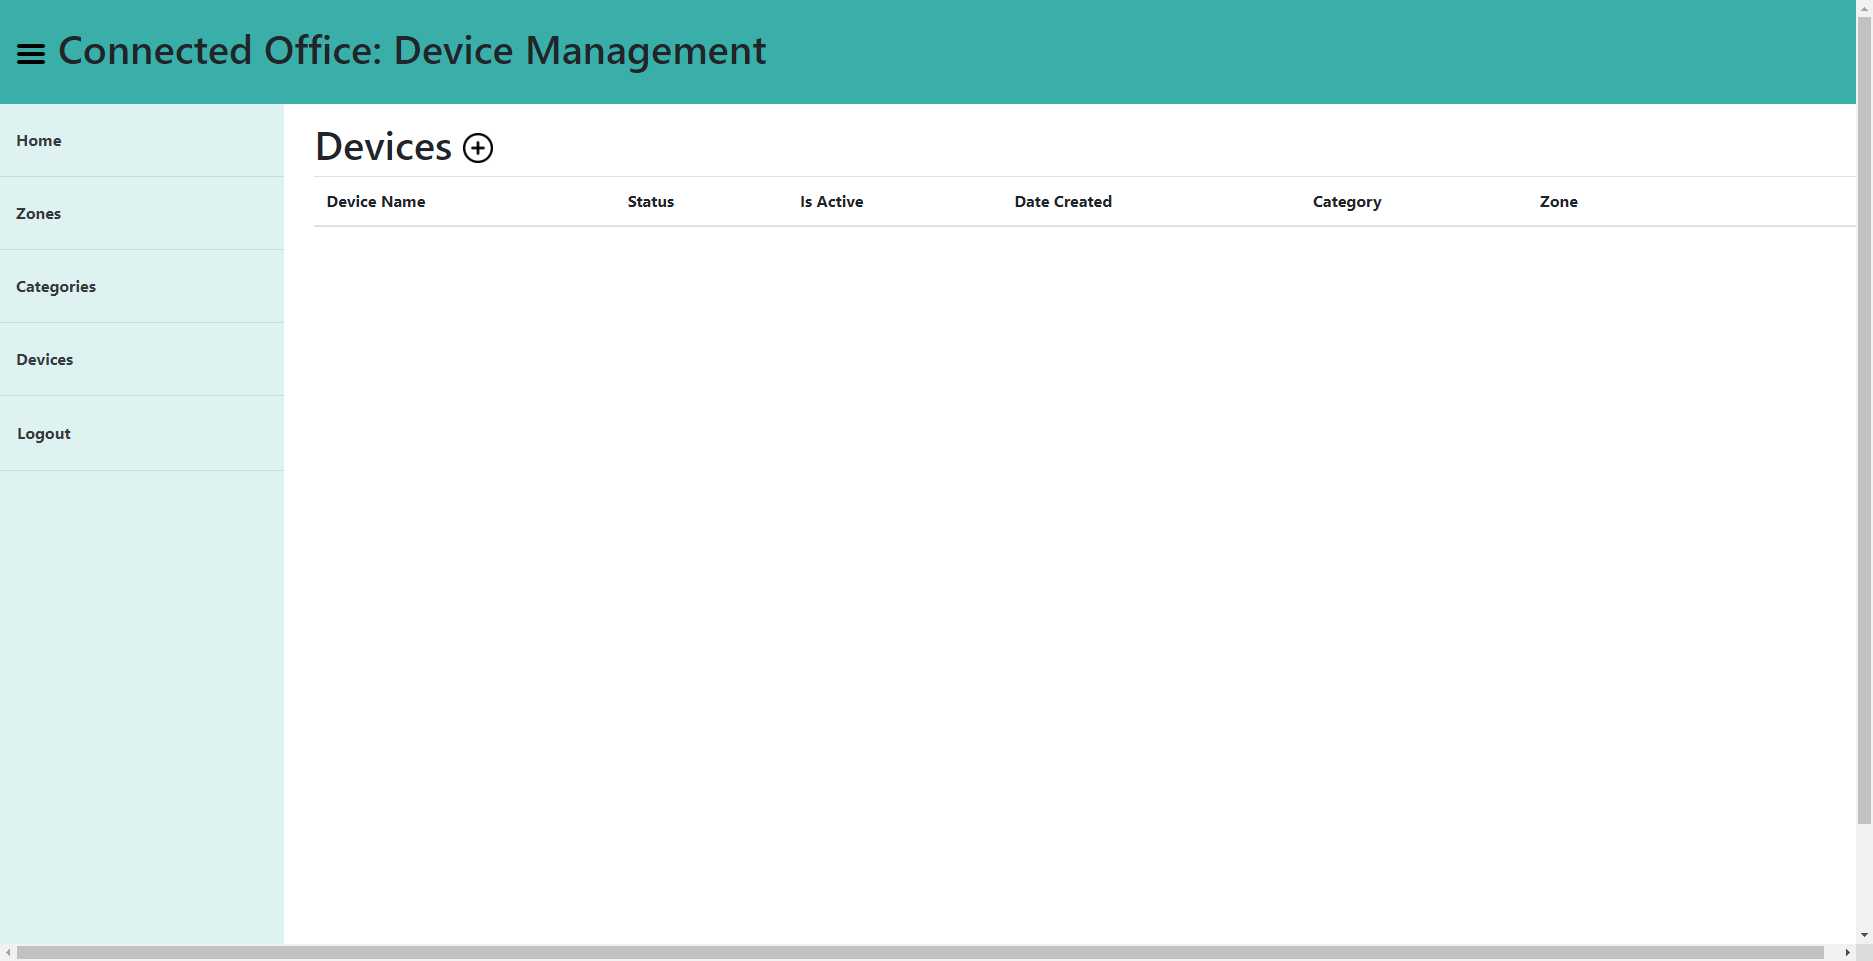 Connected Office: Device Management
Home
Zones
Categories
Devices
Logout
Devices
Device Name Status Is Active Date Created Category Zone